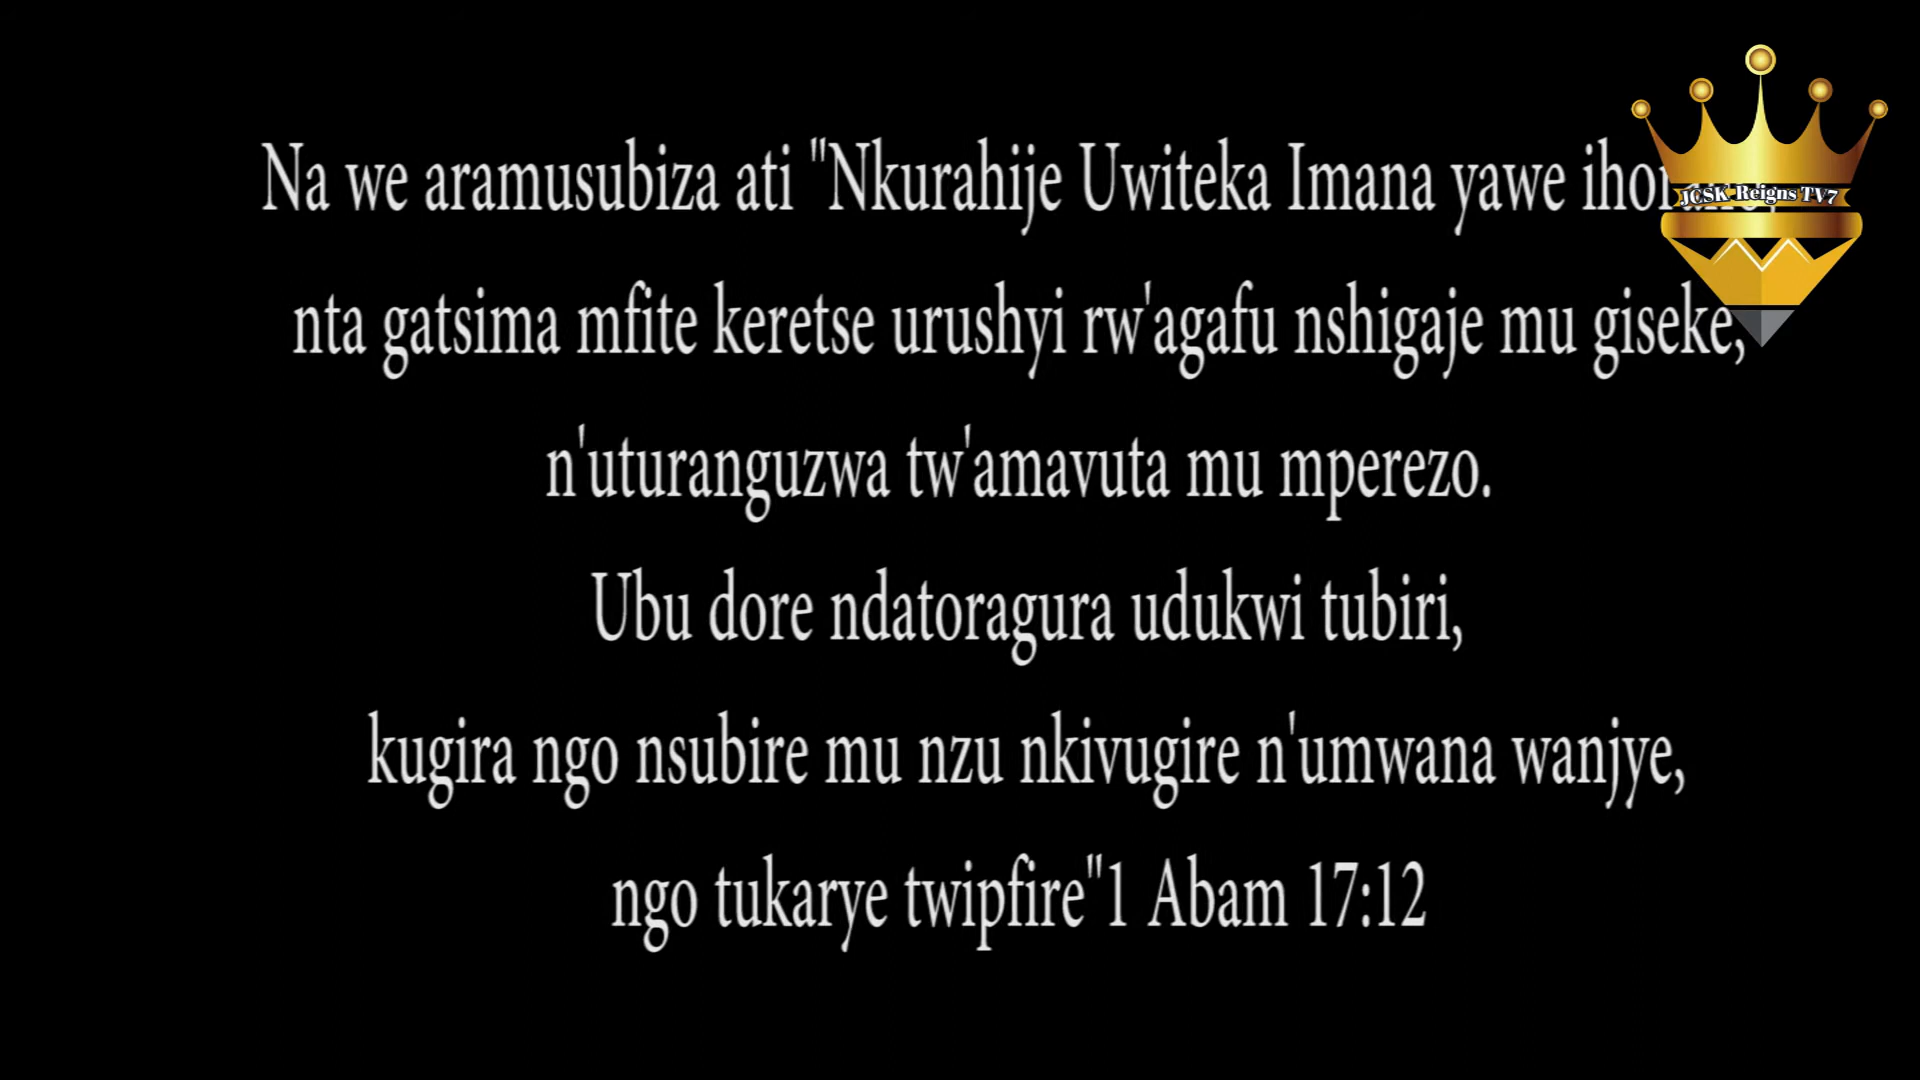 Na we aramusubiza ati "Nkurahije Uwiteka Imana yawe
JCSK Reigns TV7
nta gatsima mfite keretse urushyi rw'agafu nshigaje mu giseke,
n'uturanguzwa tw'amavuta mu mperezo.
Ubu dore ndatoragura udukwi tubiri,
kugira ngo nsubire mu nzu nkivugire n'umwana wanjye,
ngo tukarye twipfire"1 Abam 17:12